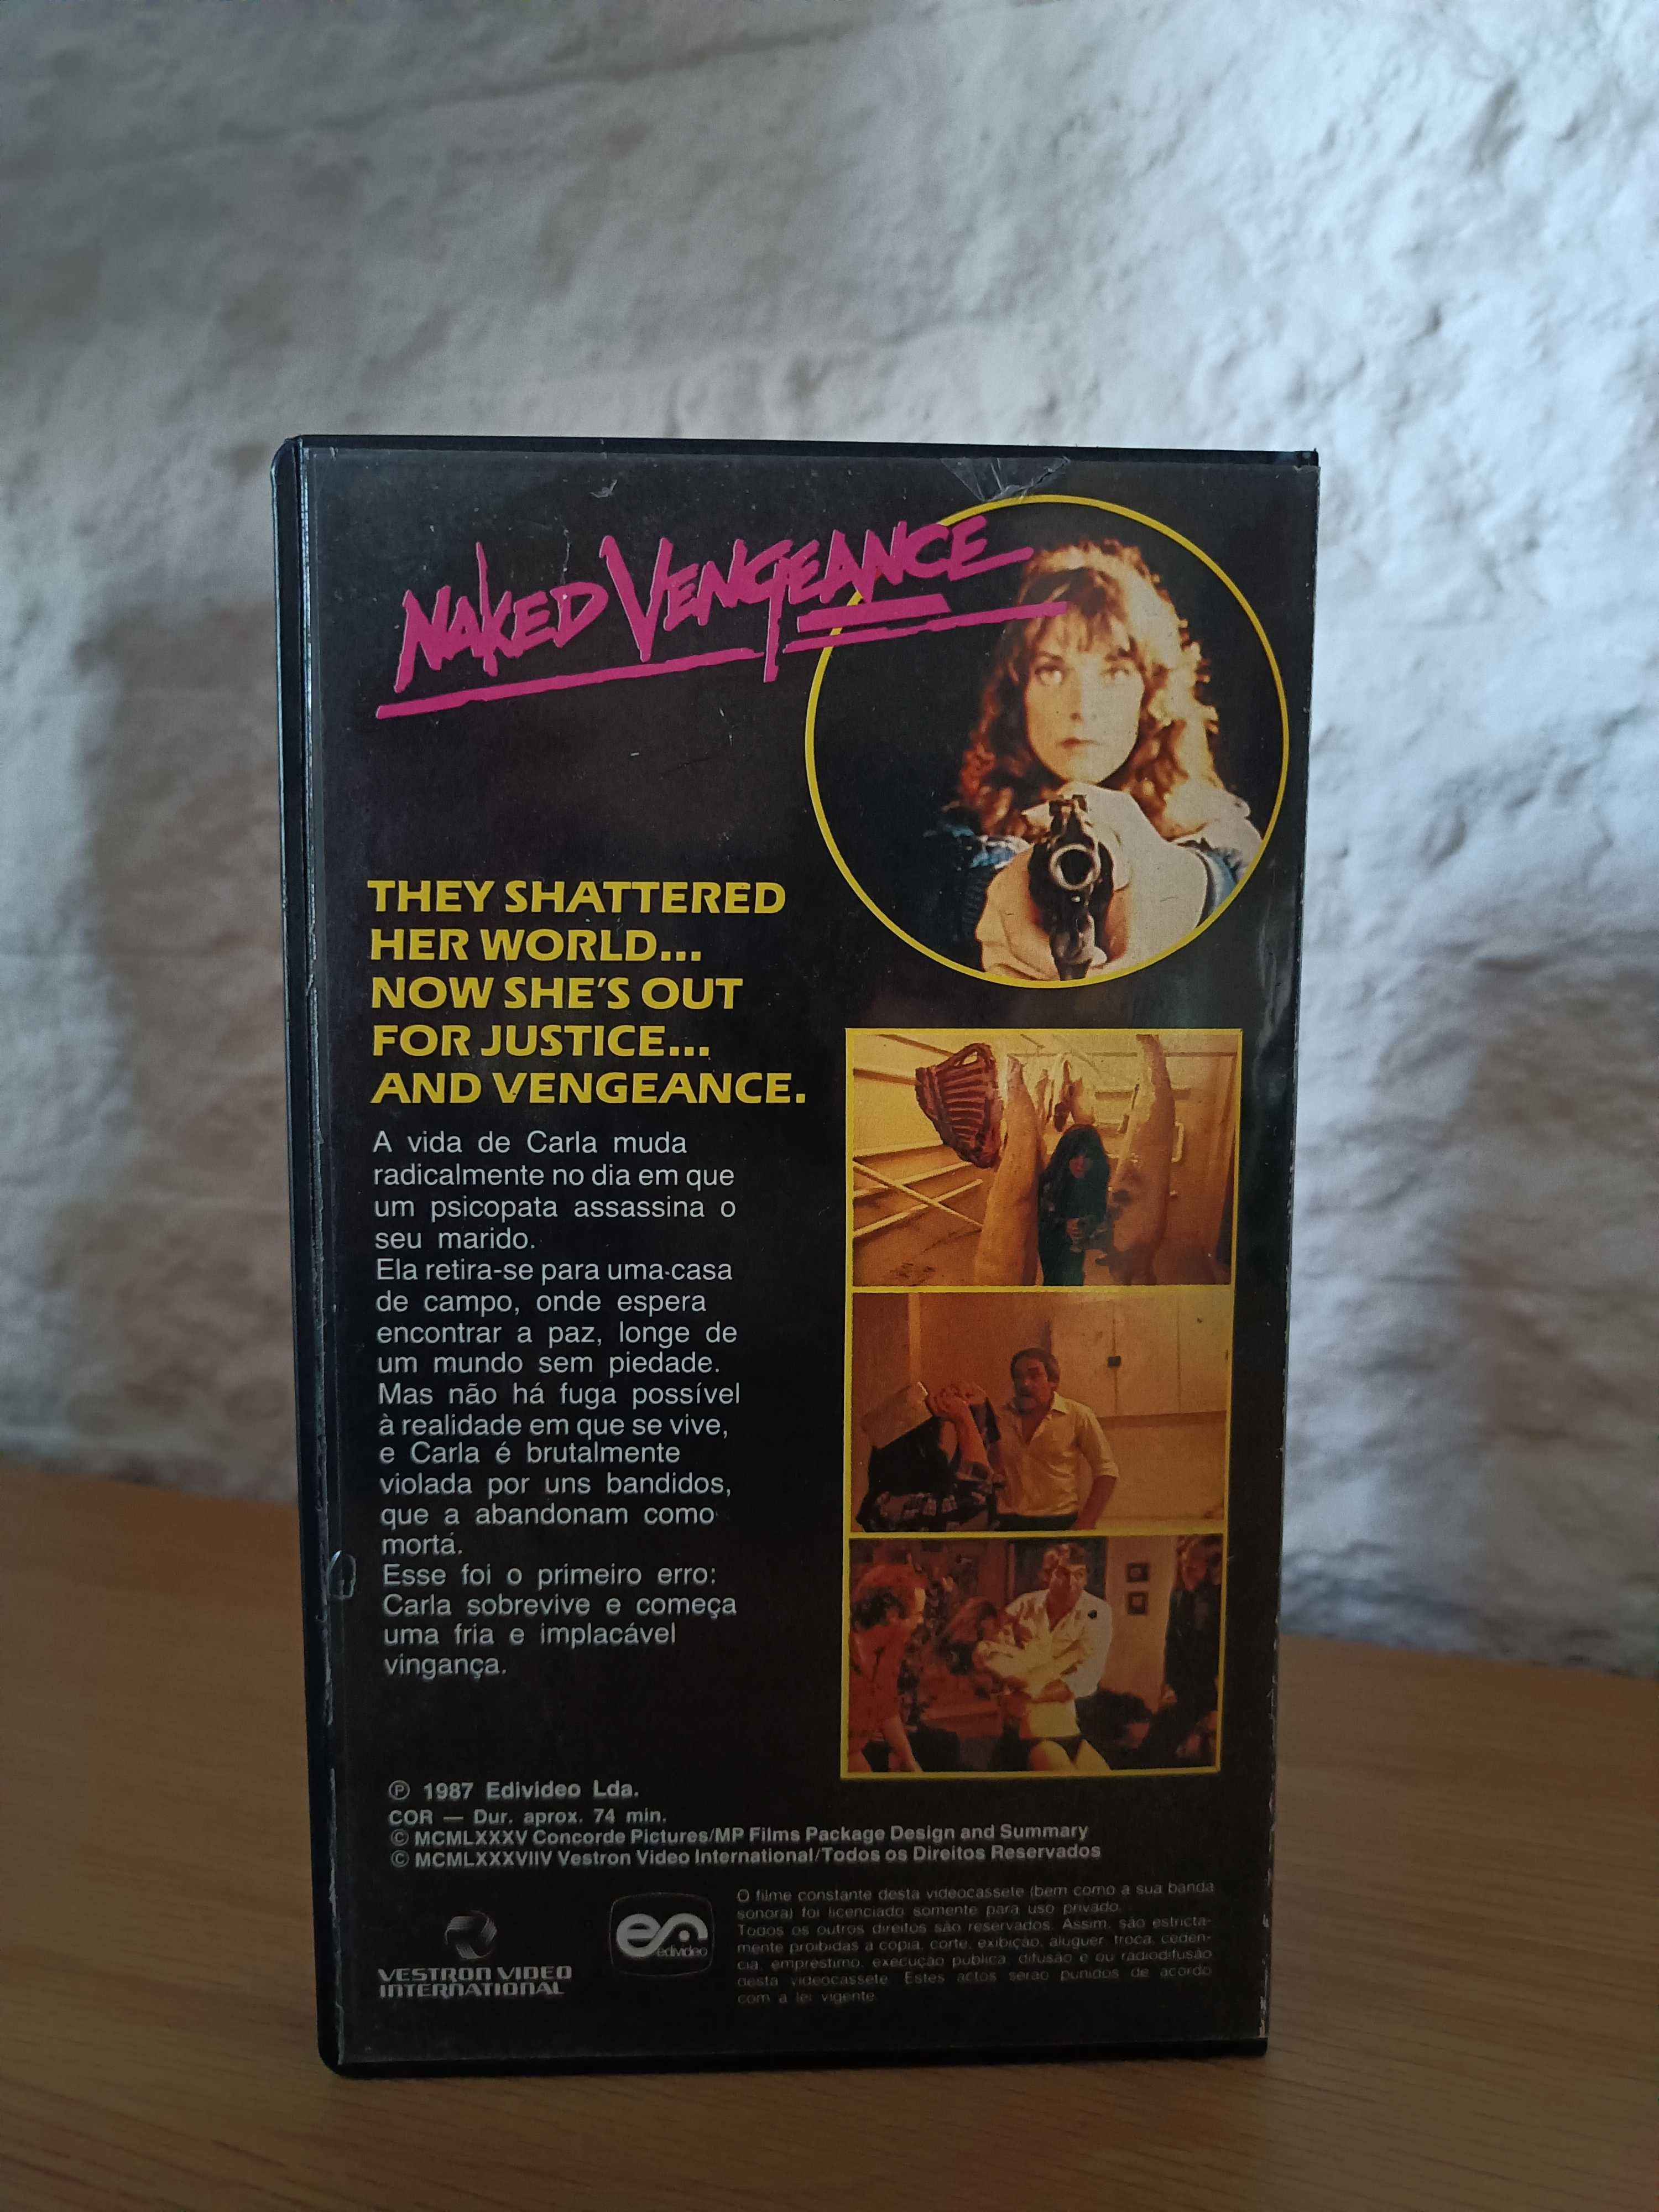 NAKED VENGEANCE
THEY SHATTERED
HER WORLD...
NOW SHE'S OUT
FOR JUSTICE...
AND VENGEANCE.
A vida de Carla muda
radicalmente no dia em que
um psicopata assassina o
seu marido.
Ela retira-se para uma casa
de campo, onde espera
encontrar a paz, longe de
um mundo sem piedade.
Mas não há fuga possível
à realidade em que se vive,
e Carla é brutalmente
violada por uns bandidos,
que a abandonam como
morta.
Esse foi o primeiro erro:
Carla sobrevive e começa
uma fria e implacável
vingança.
℗ 1987 Edivideo Lda.
COR — Dur. aprox. 74 min.
© MCMLXXXV Concorde Pictures/MP Films Package Design and Summary
© MCMLXXXVIIV Vestron Video International/Todos os Direitos Reservados
VESTRON VIDEO
INTERNATIONAL
edivideo
O filme constante desta videocassete (bem como a sua banda
sonora) foi licenciado somente para uso privado.
Todos os outros direitos são reservados. Assim, são estricta-
mente proibidas a copia, corte, exibição, aluguer, troca, cedên-
cia, emprestimo, execução publica, difusão e ou radiodifusão
desta videocassete. Estes actos serão punidos de acordo
com a lei vigente.